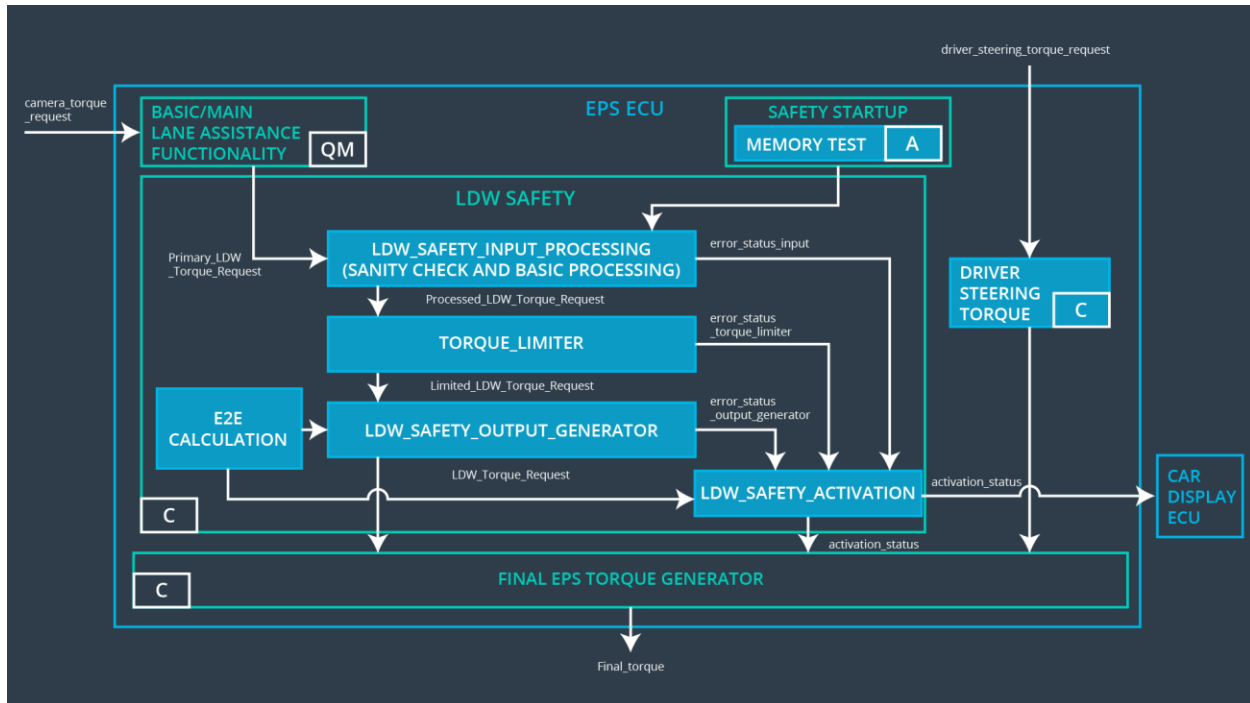 driver_steering_torque_request
camera_torque
_request
BASIC/MAIN
LANE ASSISTANCE
FUNCTIONALITY
QM
EPS ECU
SAFETY STARTUP
MEMORY TEST
A
LDW SAFETY
Primary_LDW
_Torque_Request
LDW_SAFETY_INPUT_PROCESSING
(SANITY CHECK AND BASIC PROCESSING)
error_status_input
DRIVER
STEERING
TORQUE
C
Processed_LDW_Torque_Request
TORQUE_LIMITER
error_status
_torque_limiter
Limited_LDW_Torque_Request
E2E
CALCULATION
LDW_SAFETY_OUTPUT_GENERATOR
error_status
_output_generator
LDW_Torque_Request
LDW_SAFETY_ACTIVATION
activation_status
CAR
DISPLAY
ECU
C
activation_status
FINAL EPS TORQUE GENERATOR
C
Final_torque